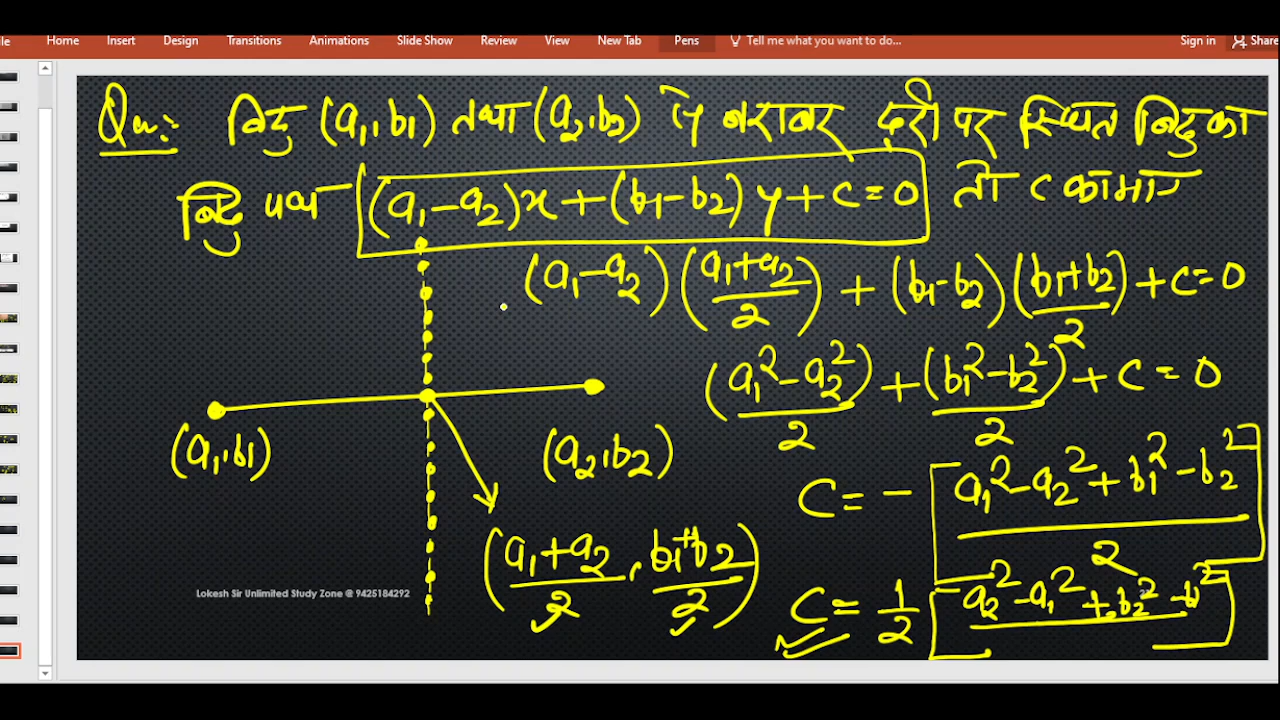 Home Insert Design Transitions Animations Slide Show Review View New Tab Pens Tell me what you want to do... Sign in Share
Qu:- बिंदु (a₁,b1) तथा (a₂,b₂) से बराबर दूरी पर स्थित बिंदु का
बिंदु पथ (a₁-a₂)x+(b1-b2)y+c=0 तो c का मान
(a₁-a₂)((a₁+a₂)/2) + (b1-b2)((b1+b2)/2)+c=0
(a₁²-a₂²)/2 + (b₁²-b₂²)/2 + c = 0
(a₁,b1)
(a₂,b₂)
C = - [(a₁²-a₂²+b₁²-b₂²)/2]
((a₁+a₂)/2, (b1+b2)/2)
C = 1/2 [a₂²-a₁²+b₂²-b₁²]
Lokesh Sir Unlimited Study Zone @ 9425184292